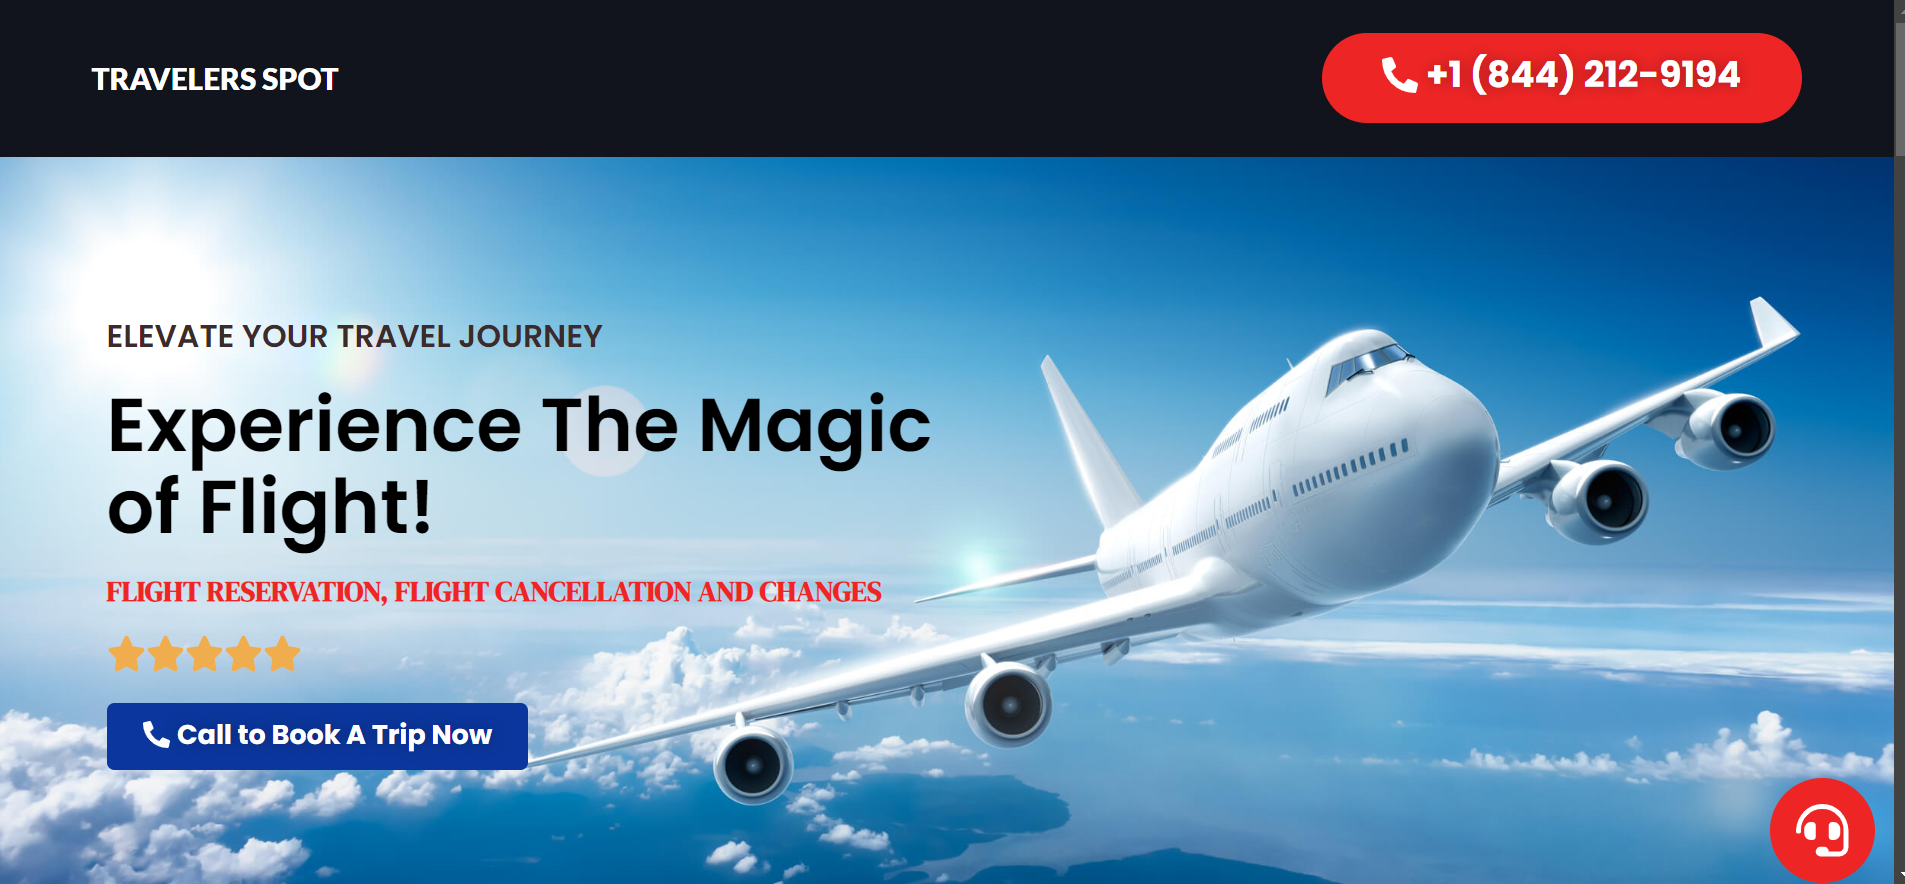 TRAVELERS SPOT
+1 (844) 212-9194
ELEVATE YOUR TRAVEL JOURNEY
Experience The Magic
of Flight!
FLIGHT RESERVATION, FLIGHT CANCELLATION AND CHANGES
Call to Book A Trip Now